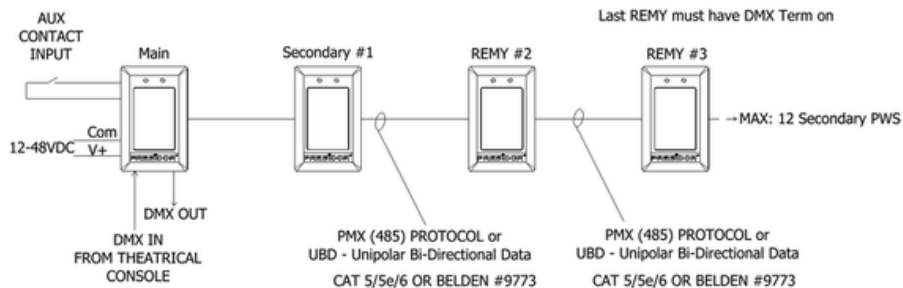 Last REMY must have DMX Term on
AUX
CONTACT
INPUT
Main
Secondary #1
REMY #2
REMY #3
Com
12-48VDC
V+
→MAX: 12 Secondary PWS
DMX OUT
DMX IN
FROM THEATRICAL
CONSOLE
PMX (485) PROTOCOL or
UBD - Unipolar Bi-Directional Data
CAT 5/5e/6 OR BELDEN #9773
PMX (485) PROTOCOL or
UBD - Unipolar Bi-Directional Data
CAT 5/5e/6 OR BELDEN #9773